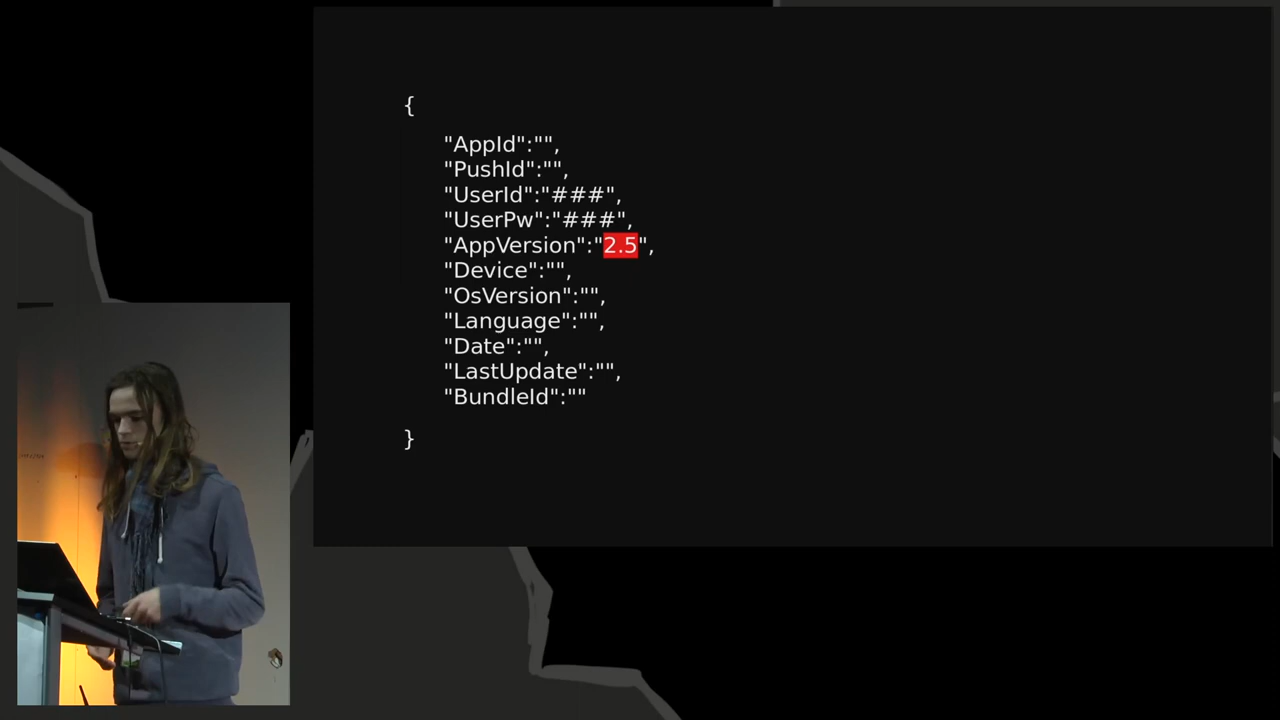 {
"AppId":"",
"PushId":"",
"UserId":"###",
"UserPw":"###",
"AppVersion":"2.5",
"Device":"",
"OsVersion":"",
"Language":"",
"Date":"",
"LastUpdate":"",
"BundleId":""
}